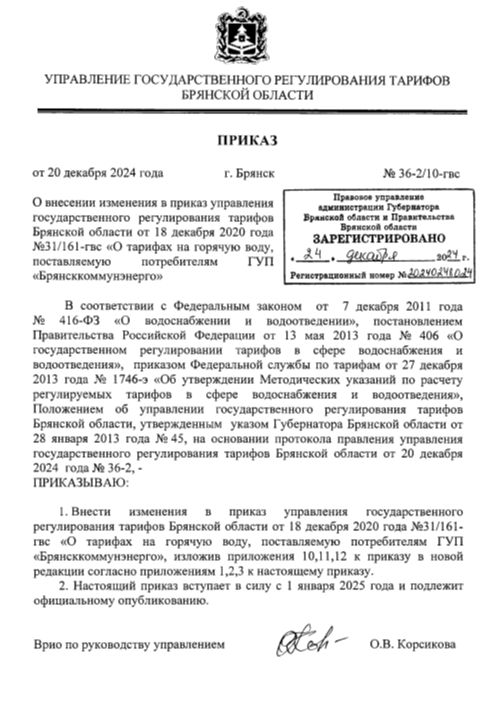 УПРАВЛЕНИЕ ГОСУДАРСТВЕННОГО РЕГУЛИРОВАНИЯ ТАРИФОВ
БРЯНСКОЙ ОБЛАСТИ
ПРИКАЗ
от 20 декабря 2024 года г. Брянск № 36-2/10-гвс
О внесении изменения в приказ управления
государственного регулирования тарифов
Брянской области от 18 декабря 2020 года
№31/161-гвс «О тарифах на горячую воду,
поставляемую потребителям ГУП
«Брянсккоммунэнерго»
Правовое управление
администрации Губернатора
Брянской области и Правительства
Брянской области
ЗАРЕГИСТРИРОВАНО
«24» декабря 2024 г.
Регистрационный номер №
В соответствии с Федеральным законом от 7 декабря 2011 года
№ 416-ФЗ «О водоснабжении и водоотведении», постановлением
Правительства Российской Федерации от 13 мая 2013 года № 406 «О
государственном регулировании тарифов в сфере водоснабжения и
водоотведения», приказом Федеральной службы по тарифам от 27 декабря
2013 года № 1746-э «Об утверждении Методических указаний по расчету
регулируемых тарифов в сфере водоснабжения и водоотведения»,
Положением об управлении государственного регулирования тарифов
Брянской области, утвержденным указом Губернатора Брянской области от
28 января 2013 года № 45, на основании протокола правления управления
государственного регулирования тарифов Брянской области от 20 декабря
2024 года № 36-2, -
ПРИКАЗЫВАЮ:
1. Внести изменения в приказ управления государственного
регулирования тарифов Брянской области от 18 декабря 2020 года №31/161-
гвс «О тарифах на горячую воду, поставляемую потребителям ГУП
«Брянсккоммунэнерго», изложив приложения 10,11,12 к приказу в новой
редакции согласно приложениям 1,2,3 к настоящему приказу.
2. Настоящий приказ вступает в силу с 1 января 2025 года и подлежит
официальному опубликованию.
Врио по руководству управлением О.В. Корсикова